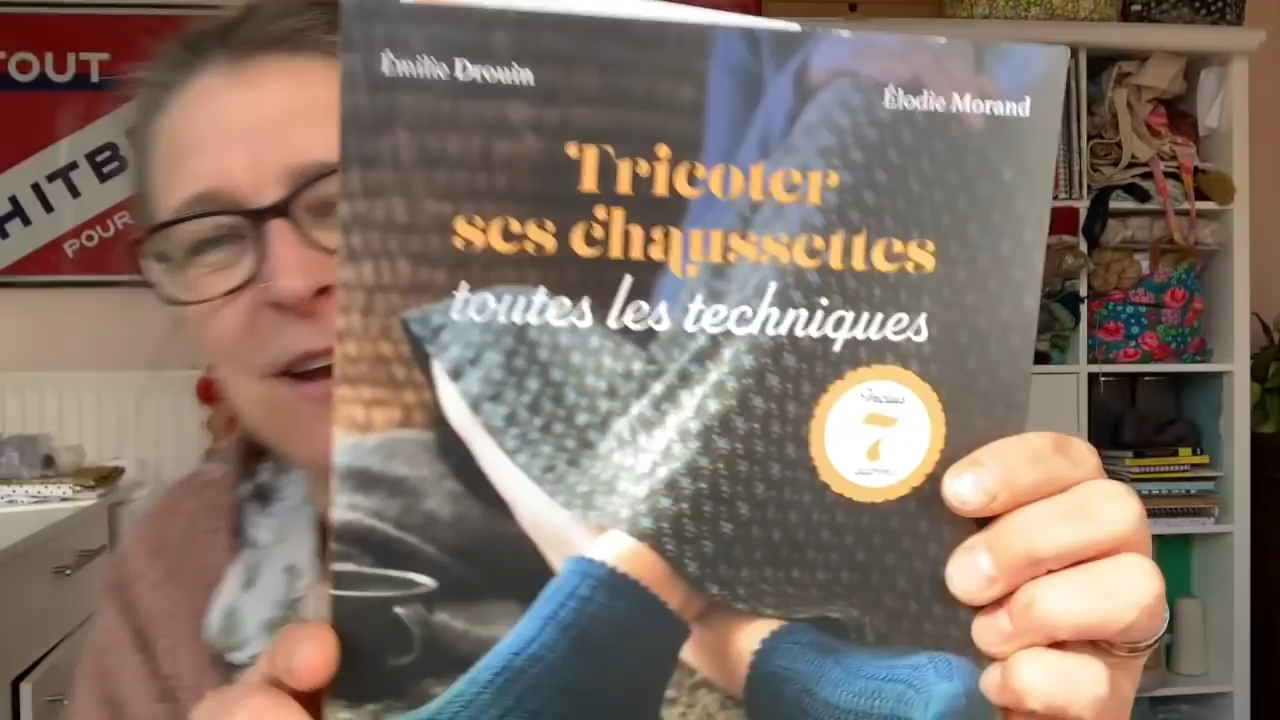 TOUT
HITB
POUR
Émilie Drouin
Élodie Morand
Tricoter
ses chaussettes
toutes les techniques
7